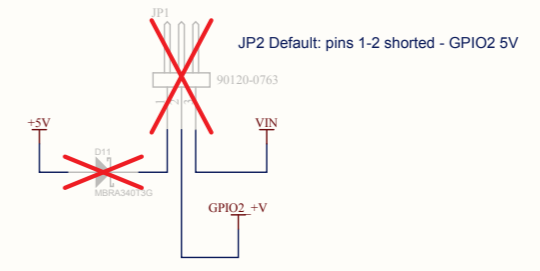 JP1
JP2 Default: pins 1-2 shorted - GPIO2 5V
90120-0763
+5V
VIN
D11
MBRA340T3G
GPIO2_+V